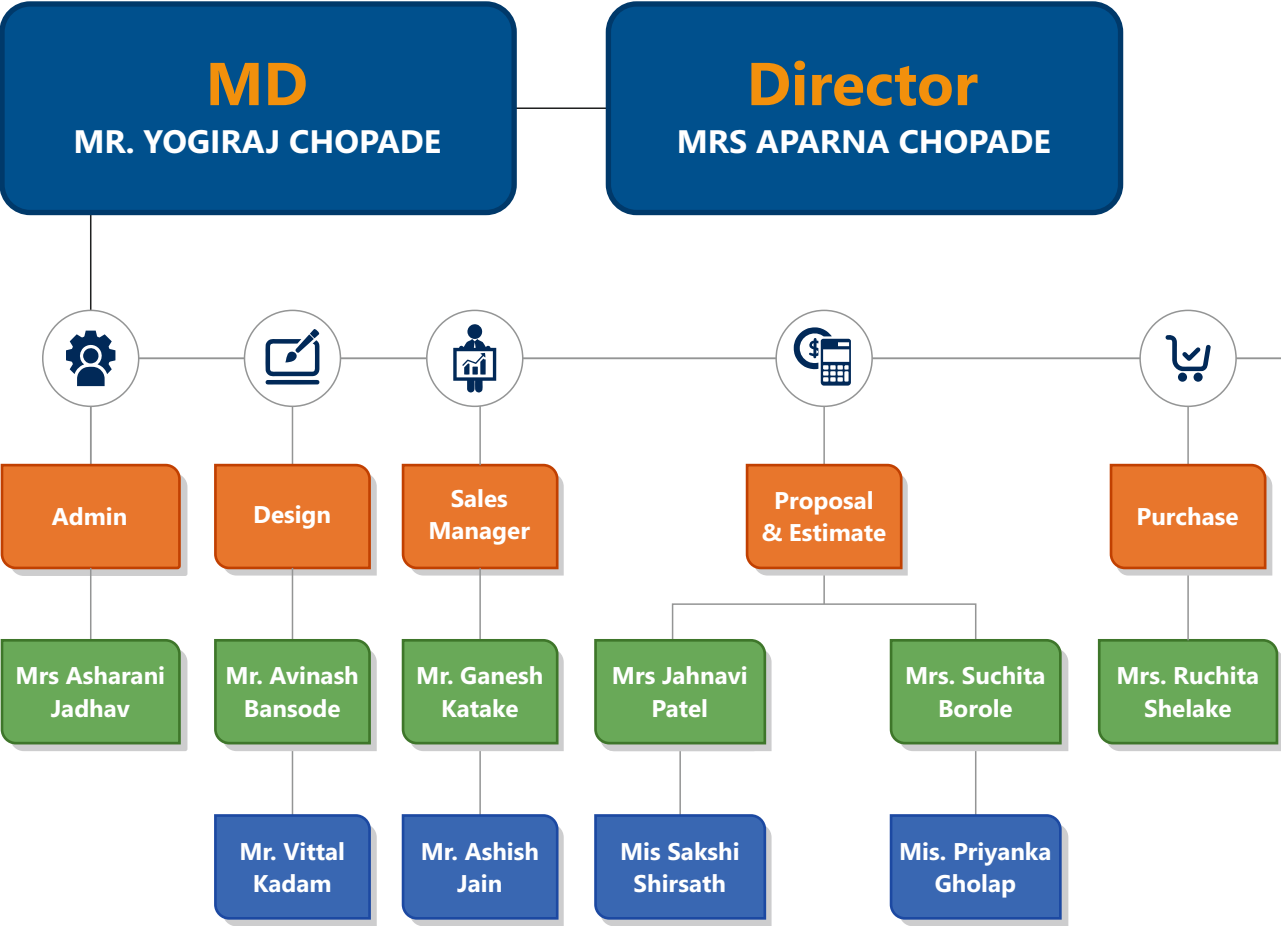 MD
MR. YOGIRAJ CHOPADE
Director
MRS APARNA CHOPADE
$
Admin
Design
Sales
Manager
Proposal
& Estimate
Purchase
Mrs Asharani
Jadhav
Mr. Avinash
Bansode
Mr. Ganesh
Katake
Mrs Jahnavi
Patel
Mrs. Suchita
Borole
Mrs. Ruchita
Shelake
Mr. Vittal
Kadam
Mr. Ashish
Jain
Mis Sakshi
Shirsath
Mis. Priyanka
Gholap